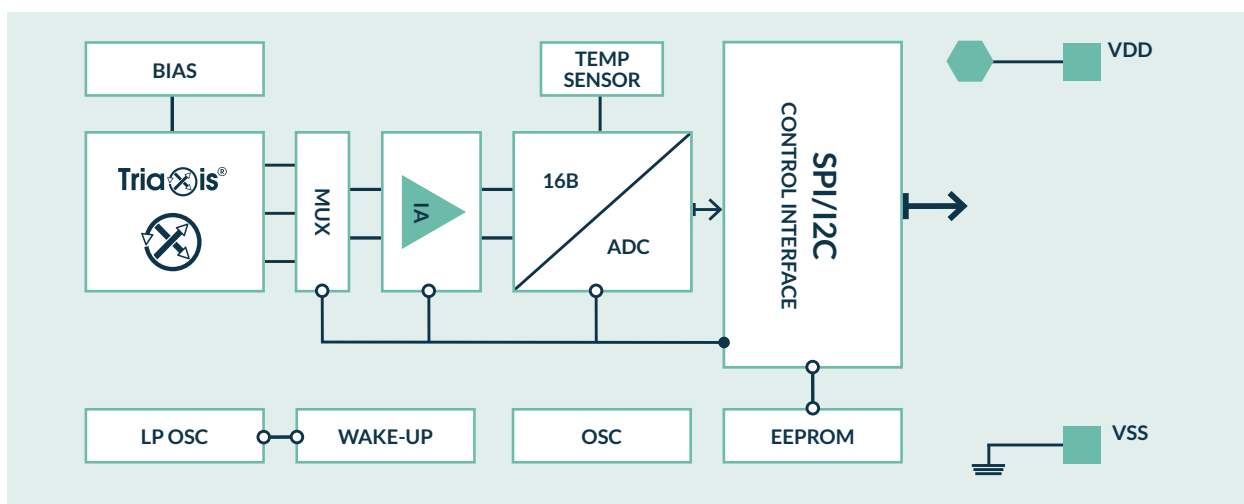 BIAS
TEMP
SENSOR
VDD
Triaxis®
MUX
IA
16B
ADC
SPI/I2C
CONTROL INTERFACE
LP OSC
WAKE-UP
OSC
EEPROM
VSS